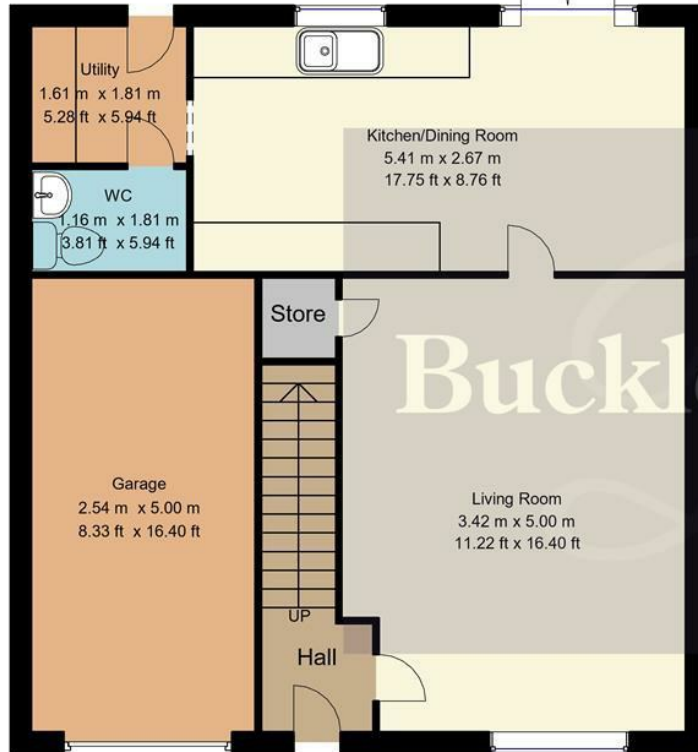 Utility
1.61 m x 1.81 m
5.28 ft x 5.94 ft
Kitchen/Dining Room
5.41 m x 2.67 m
17.75 ft x 8.76 ft
WC
1.16 m x 1.81 m
3.81 ft x 5.94 ft
Store
Buckl
Garage
2.54 m x 5.00 m
8.33 ft x 16.40 ft
Living Room
3.42 m x 5.00 m
11.22 ft x 16.40 ft
UP
Hall